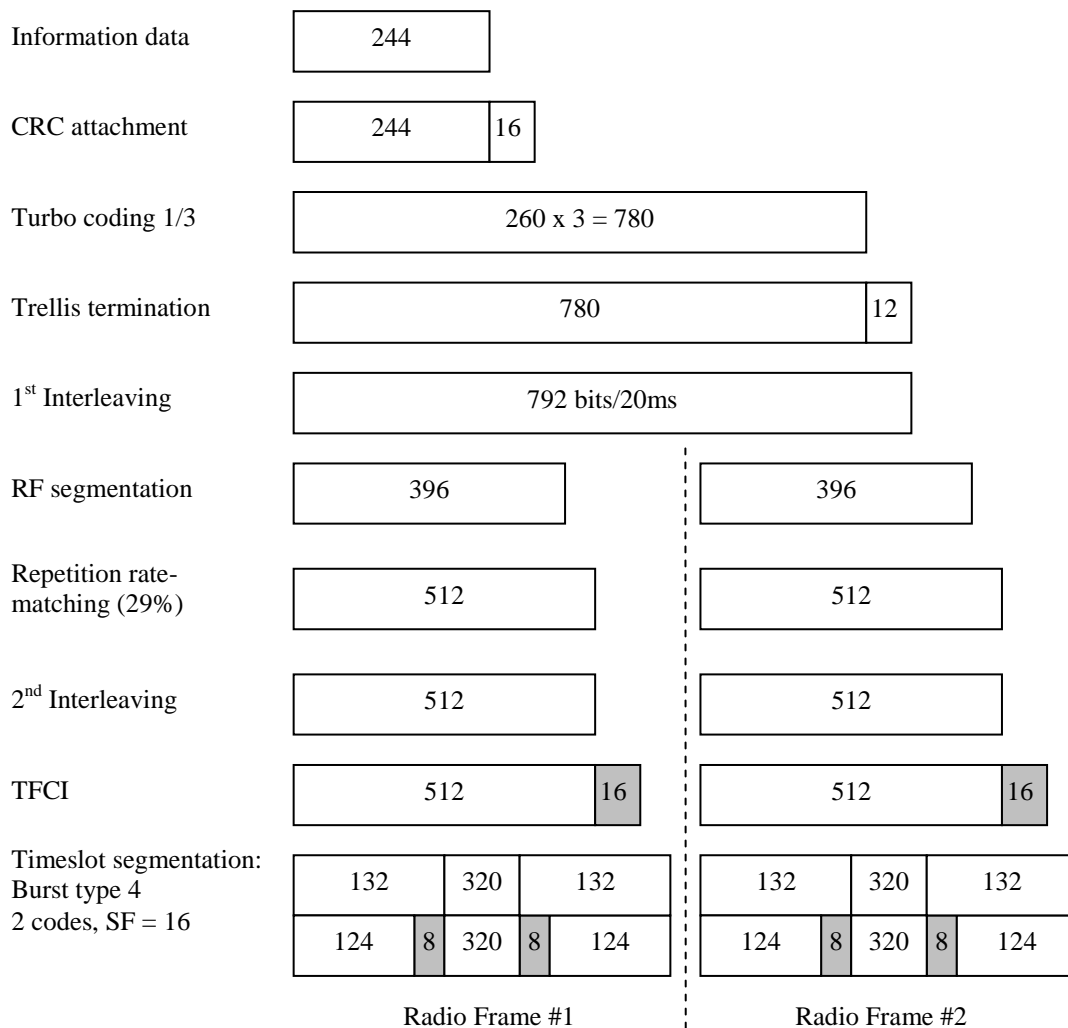 Information data
244
CRC attachment
244 16
Turbo coding 1/3
260 x 3 = 780
Trellis termination
780 12
1st Interleaving
792 bits/20ms
RF segmentation
396 396
Repetition rate-
matching (29%)
512 512
2nd Interleaving
512 512
TFCI
512 16 512 16
Timeslot segmentation:
Burst type 4
2 codes, SF = 16
132 320 132 132 320 132
124 8 320 8 124 124 8 320 8 124
Radio Frame #1 Radio Frame #2